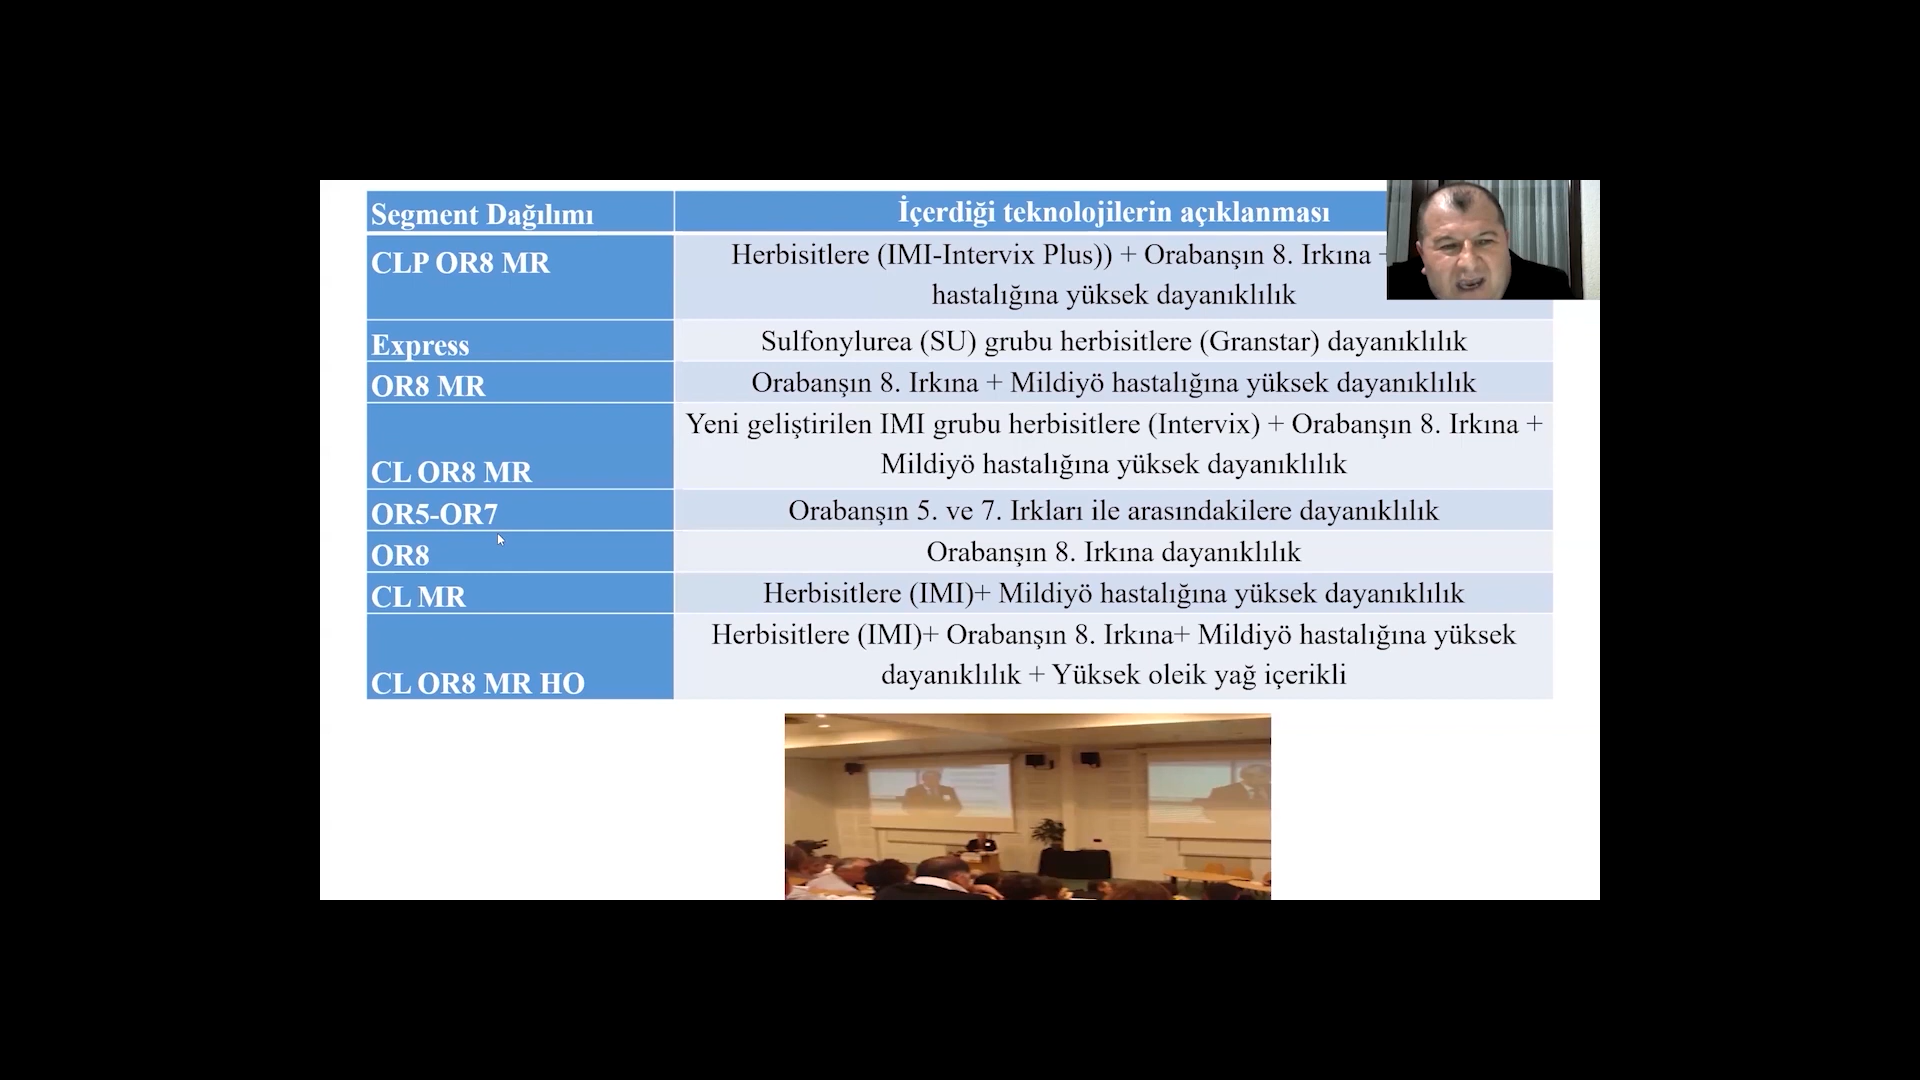 Segment Dağılımı
İçerdiği teknolojilerin açıklanması
CLP OR8 MR
Herbisitlere (IMI-Intervix Plus)) + Orabanşın 8. Irkına
hastalığına yüksek dayanıklılık
Express
Sulfonylurea (SU) grubu herbisitlere (Granstar) dayanıklılık
OR8 MR
Orabanşın 8. Irkına + Mildiyö hastalığına yüksek dayanıklılık
CL OR8 MR
Yeni geliştirilen IMI grubu herbisitlere (Intervix) + Orabanşın 8. Irkına +
Mildiyö hastalığına yüksek dayanıklılık
OR5-OR7
Orabanşın 5. ve 7. Irkları ile arasındakilere dayanıklılık
OR8
Orabanşın 8. Irkına dayanıklılık
CL MR
Herbisitlere (IMI)+ Mildiyö hastalığına yüksek dayanıklılık
CL OR8 MR HO
Herbisitlere (IMI)+ Orabanşın 8. Irkına+ Mildiyö hastalığına yüksek
dayanıklılık + Yüksek oleik yağ içerikli